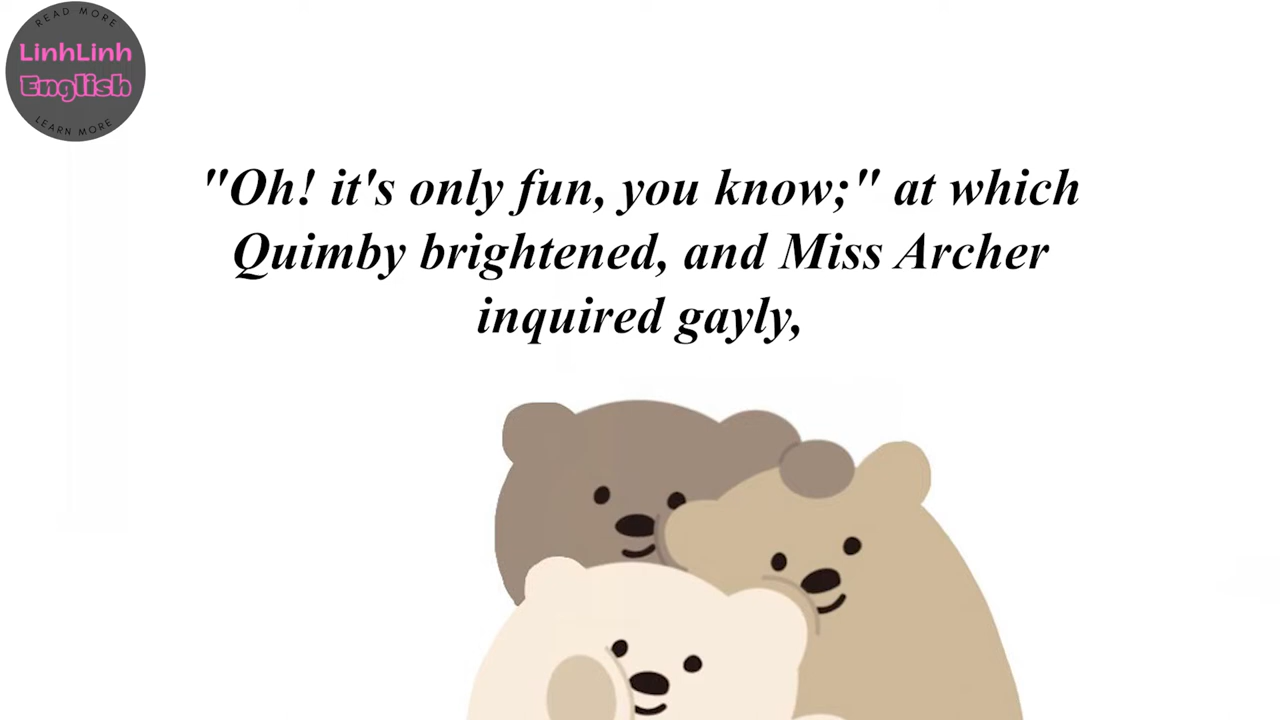 READ MORE
LinhLinh
English
LEARN MORE
"Oh! it's only fun, you know;" at which
Quimby brightened, and Miss Archer
inquired gayly,